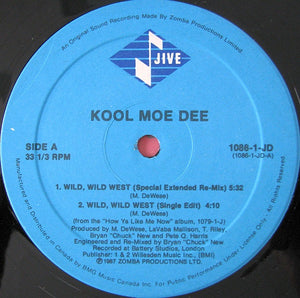 An Original Sound Recording Made By Zomba Productions Limited
JIVE
KOOL MOE DEE
SIDE A
33 1/3 RPM
1086-1-JD
(1086-1-JD-A)
1. WILD, WILD WEST (Special Extended Re-Mix) 5:32
(M. DeWese)
2. WILD, WILD WEST (Single Edit) 4:10
(M. DeWese)
(from the "How Ya Like Me Now" album, 1079-1-J)
Produced by M. DeWese, LaVaba Mallison, T. Riley,
Bryan "Chuck" New and Pete Q. Harris
Engineered and Re-Mixed by Bryan "Chuck" New
Recorded at Battery Studios, London
Publisher: 1 & 2 Willesden Music Inc., (BMI)
℗1987 ZOMBA PRODUCTIONS LTD.
Manufactured and Distributed in Canada by BMG Music Canada Inc. For Public Performance Under